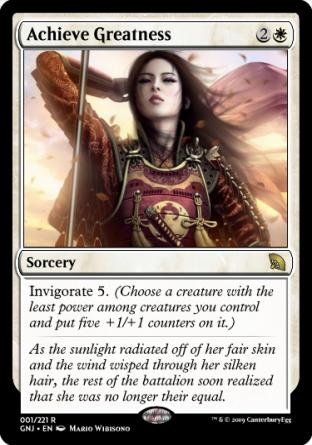 Achieve Greatness 2
Sorcery
Invigorate 5. (Choose a creature with the
least power among creatures you control
and put five +1/+1 counters on it.)
As the sunlight radiated off of her fair skin
and the wind wisped through her silken
hair, the rest of the battalion soon realized
that she was no longer their equal.
001/221 R
GNJ • EN Mario Wibisono
™ & © 2019 CanterburyEgg